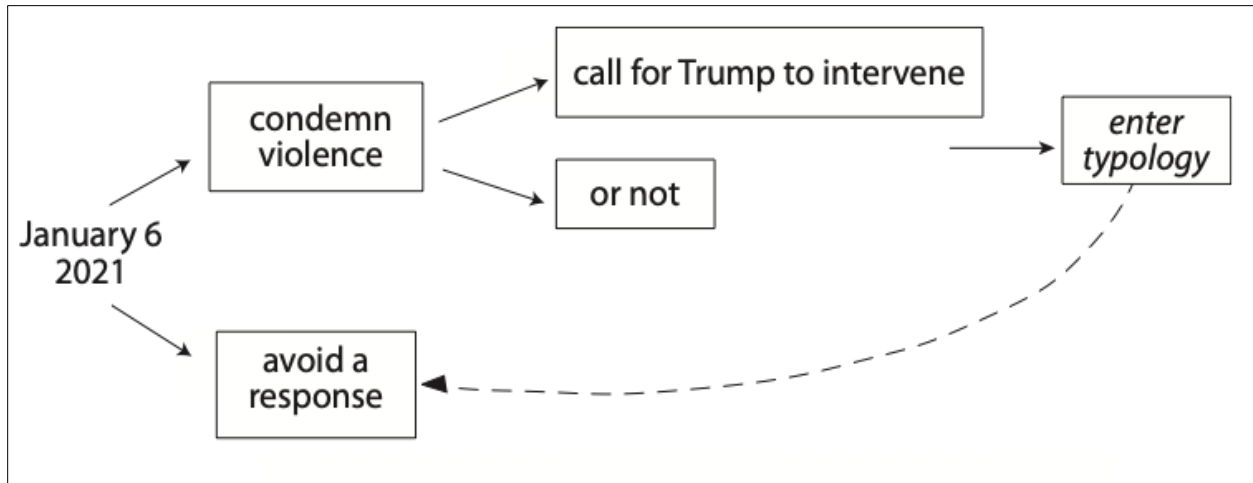 call for Trump to intervene
condemn
violence
enter
typology
or not
January 6
2021
avoid a
response